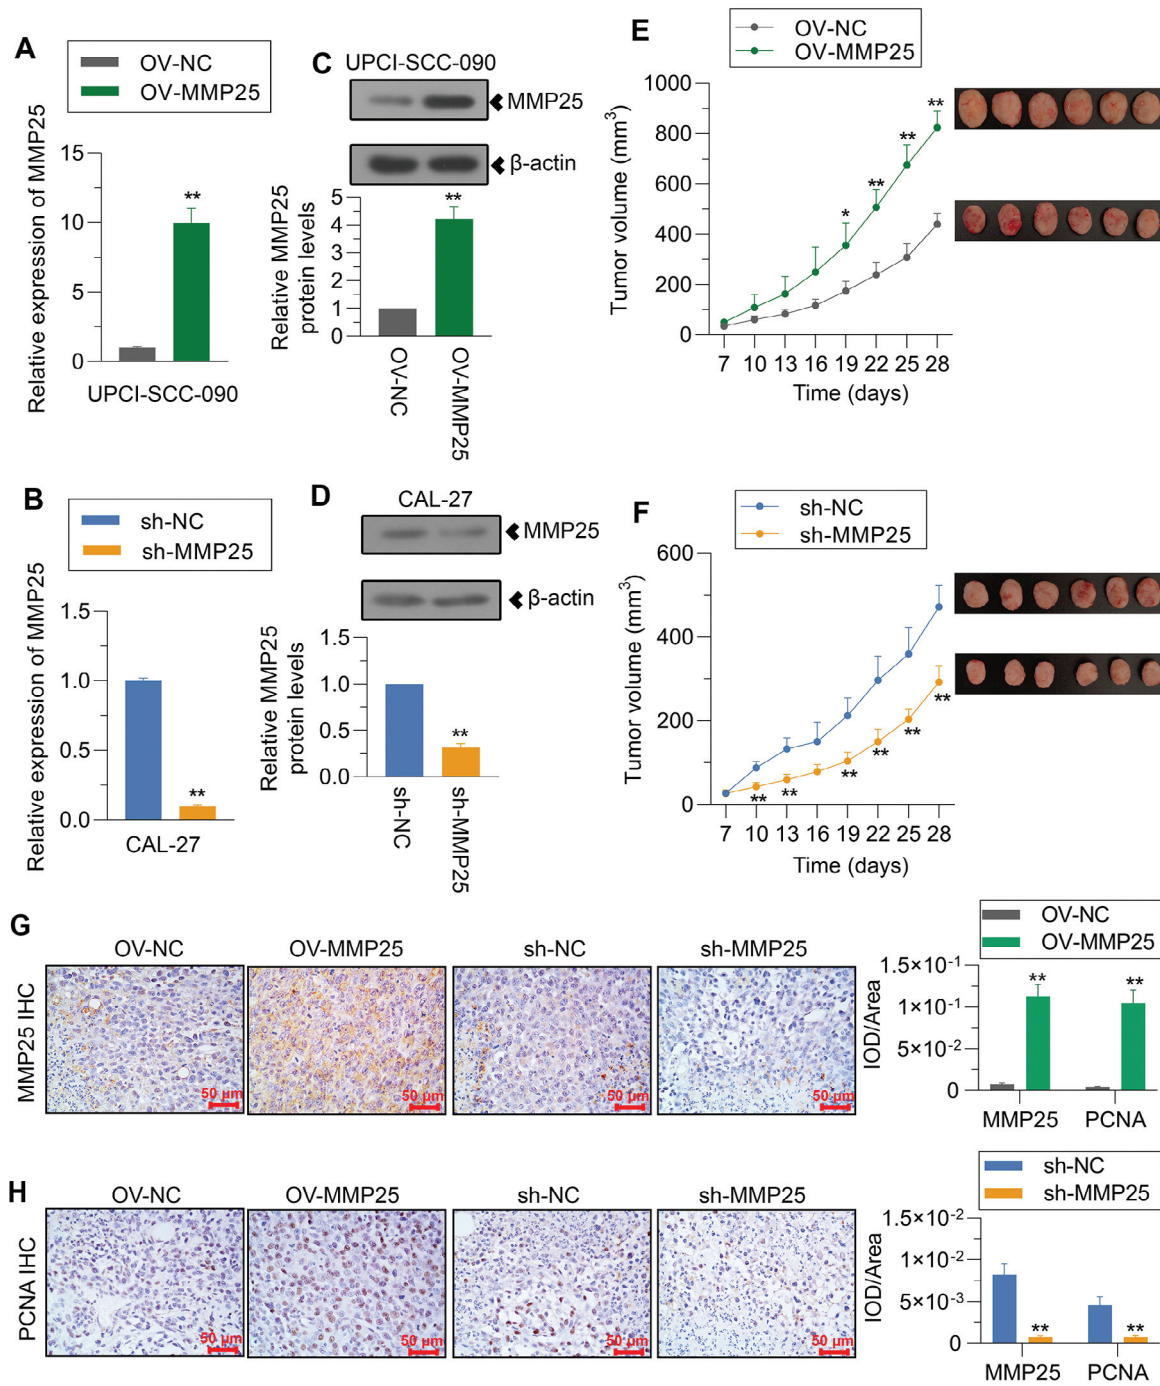 A
OV-NC
OV-MMP25
Relative expression of MMP25
15
10
5
0
**
UPCI-SCC-090
C
UPCI-SCC-090
MMP25
β-actin
Relative MMP25
protein levels
5
4
3
2
1
0
**
OV-NC
OV-MMP25
E
OV-NC
OV-MMP25
Tumor volume (mm³)
1000
800
600
400
200
0
* ** ** **
7 10 13 16 19 22 25 28
Time (days)
B
sh-NC
sh-MMP25
Relative expression of MMP25
1.5
1.0
0.5
0.0
**
CAL-27
D
CAL-27
MMP25
β-actin
Relative MMP25
protein levels
1.5
1.0
0.5
0.0
**
sh-NC
sh-MMP25
F
sh-NC
sh-MMP25
Tumor volume (mm³)
600
400
200
0
** ** ** ** ** **
7 10 13 16 19 22 25 28
Time (days)
G
OV-NC OV-MMP25 sh-NC sh-MMP25
MMP25 IHC
50 µm 50 µm 50 µm 50 µm
OV-NC
OV-MMP25
IOD/Area
1.5×10⁻¹
1×10⁻¹
5×10⁻²
0
** **
MMP25 PCNA
H
OV-NC OV-MMP25 sh-NC sh-MMP25
PCNA IHC
50 µm 50 µm 50 µm 50 µm
sh-NC
sh-MMP25
IOD/Area
1.5×10⁻²
1×10⁻²
5×10⁻³
0
** **
MMP25 PCNA